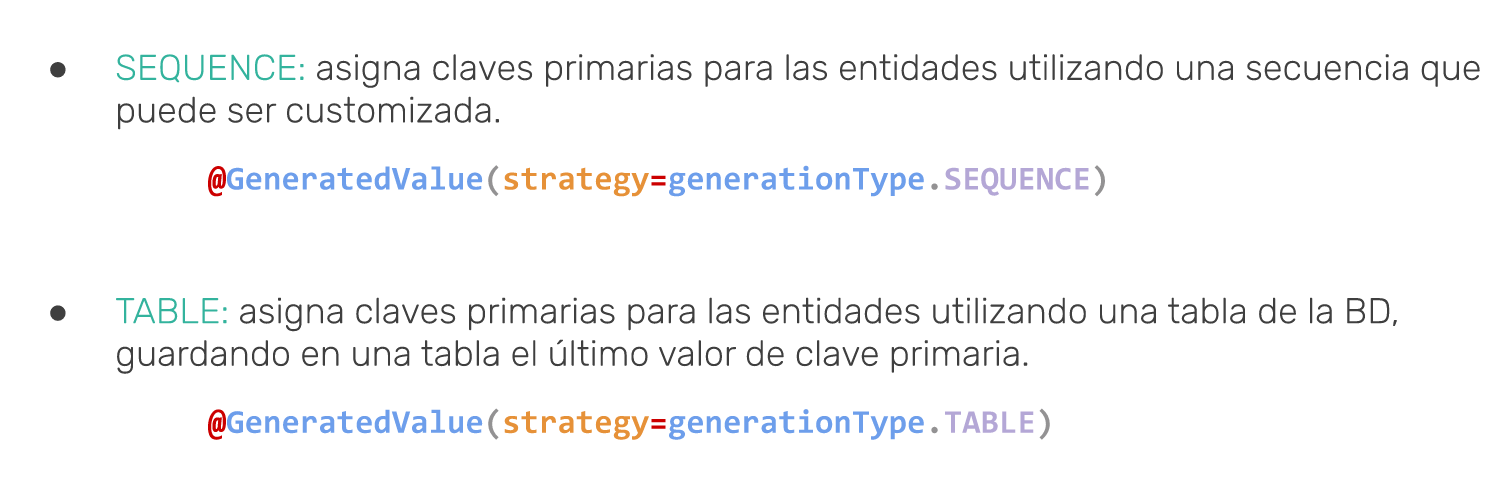 ● SEQUENCE: asigna claves primarias para las entidades utilizando una secuencia que
puede ser customizada.
@GeneratedValue(strategy=generationType.SEQUENCE)
● TABLE: asigna claves primarias para las entidades utilizando una tabla de la BD,
guardando en una tabla el último valor de clave primaria.
@GeneratedValue(strategy=generationType.TABLE)